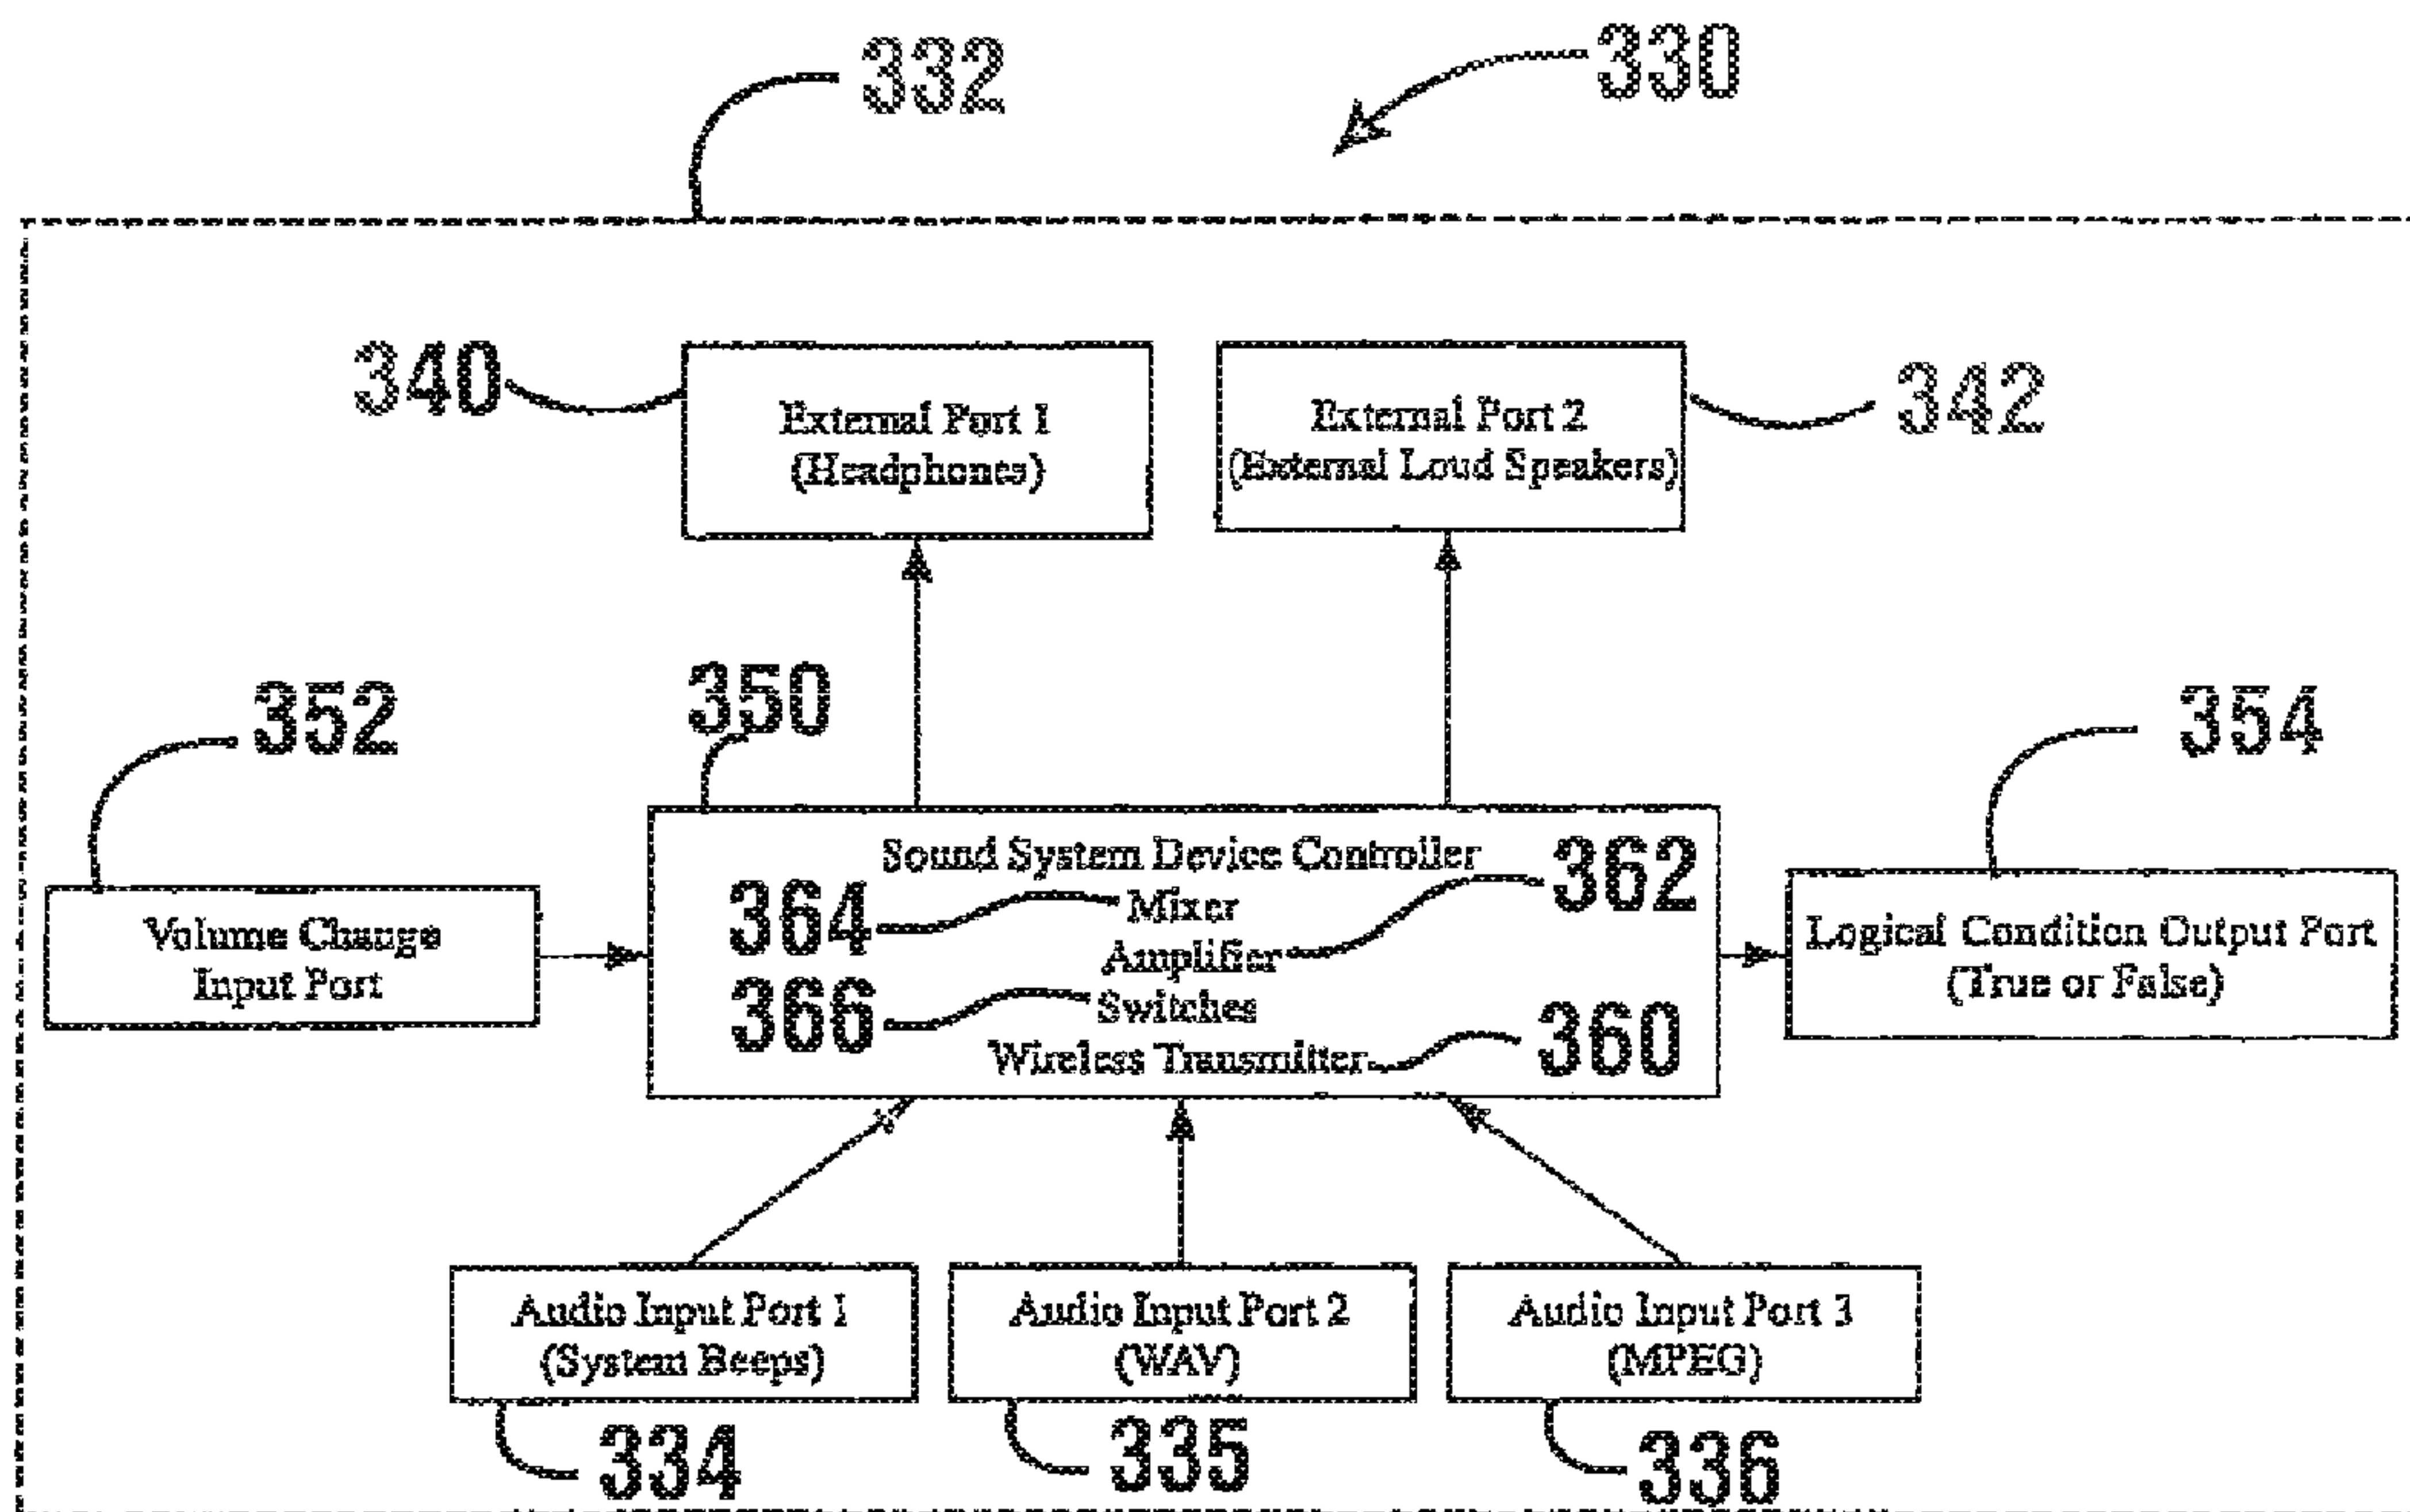 332
330
340
External Port 1
(Headphones)
External Port 2
(External Loud Speakers)
342
352
350
354
Volume Change
Input Port
Sound System Device Controller
364
Mixer
362
Amplifier
366
Switches
Wireless Transmitter
360
Logical Condition Output Port
(True or False)
Audio Input Port 1
(System Beeps)
Audio Input Port 2
(WAV)
Audio Input Port 3
(MPEG)
334
335
336